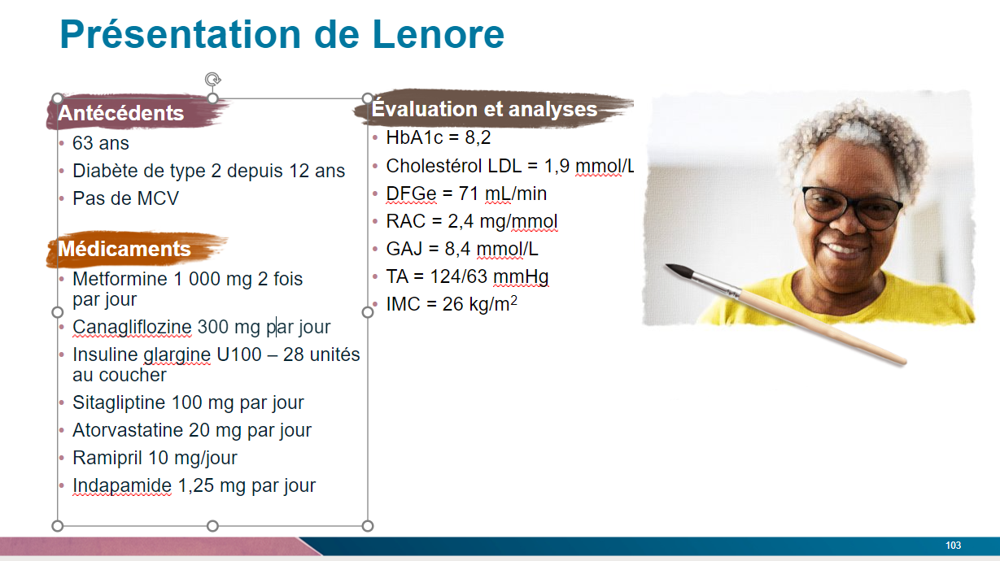 Présentation de Lenore
Antécédents
• 63 ans
• Diabète de type 2 depuis 12 ans
• Pas de MCV
Médicaments
• Metformine 1 000 mg 2 fois
par jour
• Canagliflozine 300 mg par jour
• Insuline glargine U100 – 28 unités
au coucher
• Sitagliptine 100 mg par jour
• Atorvastatine 20 mg par jour
• Ramipril 10 mg/jour
• Indapamide 1,25 mg par jour
Évaluation et analyses
• HbA1c = 8,2
• Cholestérol LDL = 1,9 mmol/L
• DFGe = 71 mL/min
• RAC = 2,4 mg/mmol
• GAJ = 8,4 mmol/L
• TA = 124/63 mmHg
• IMC = 26 kg/m²
103